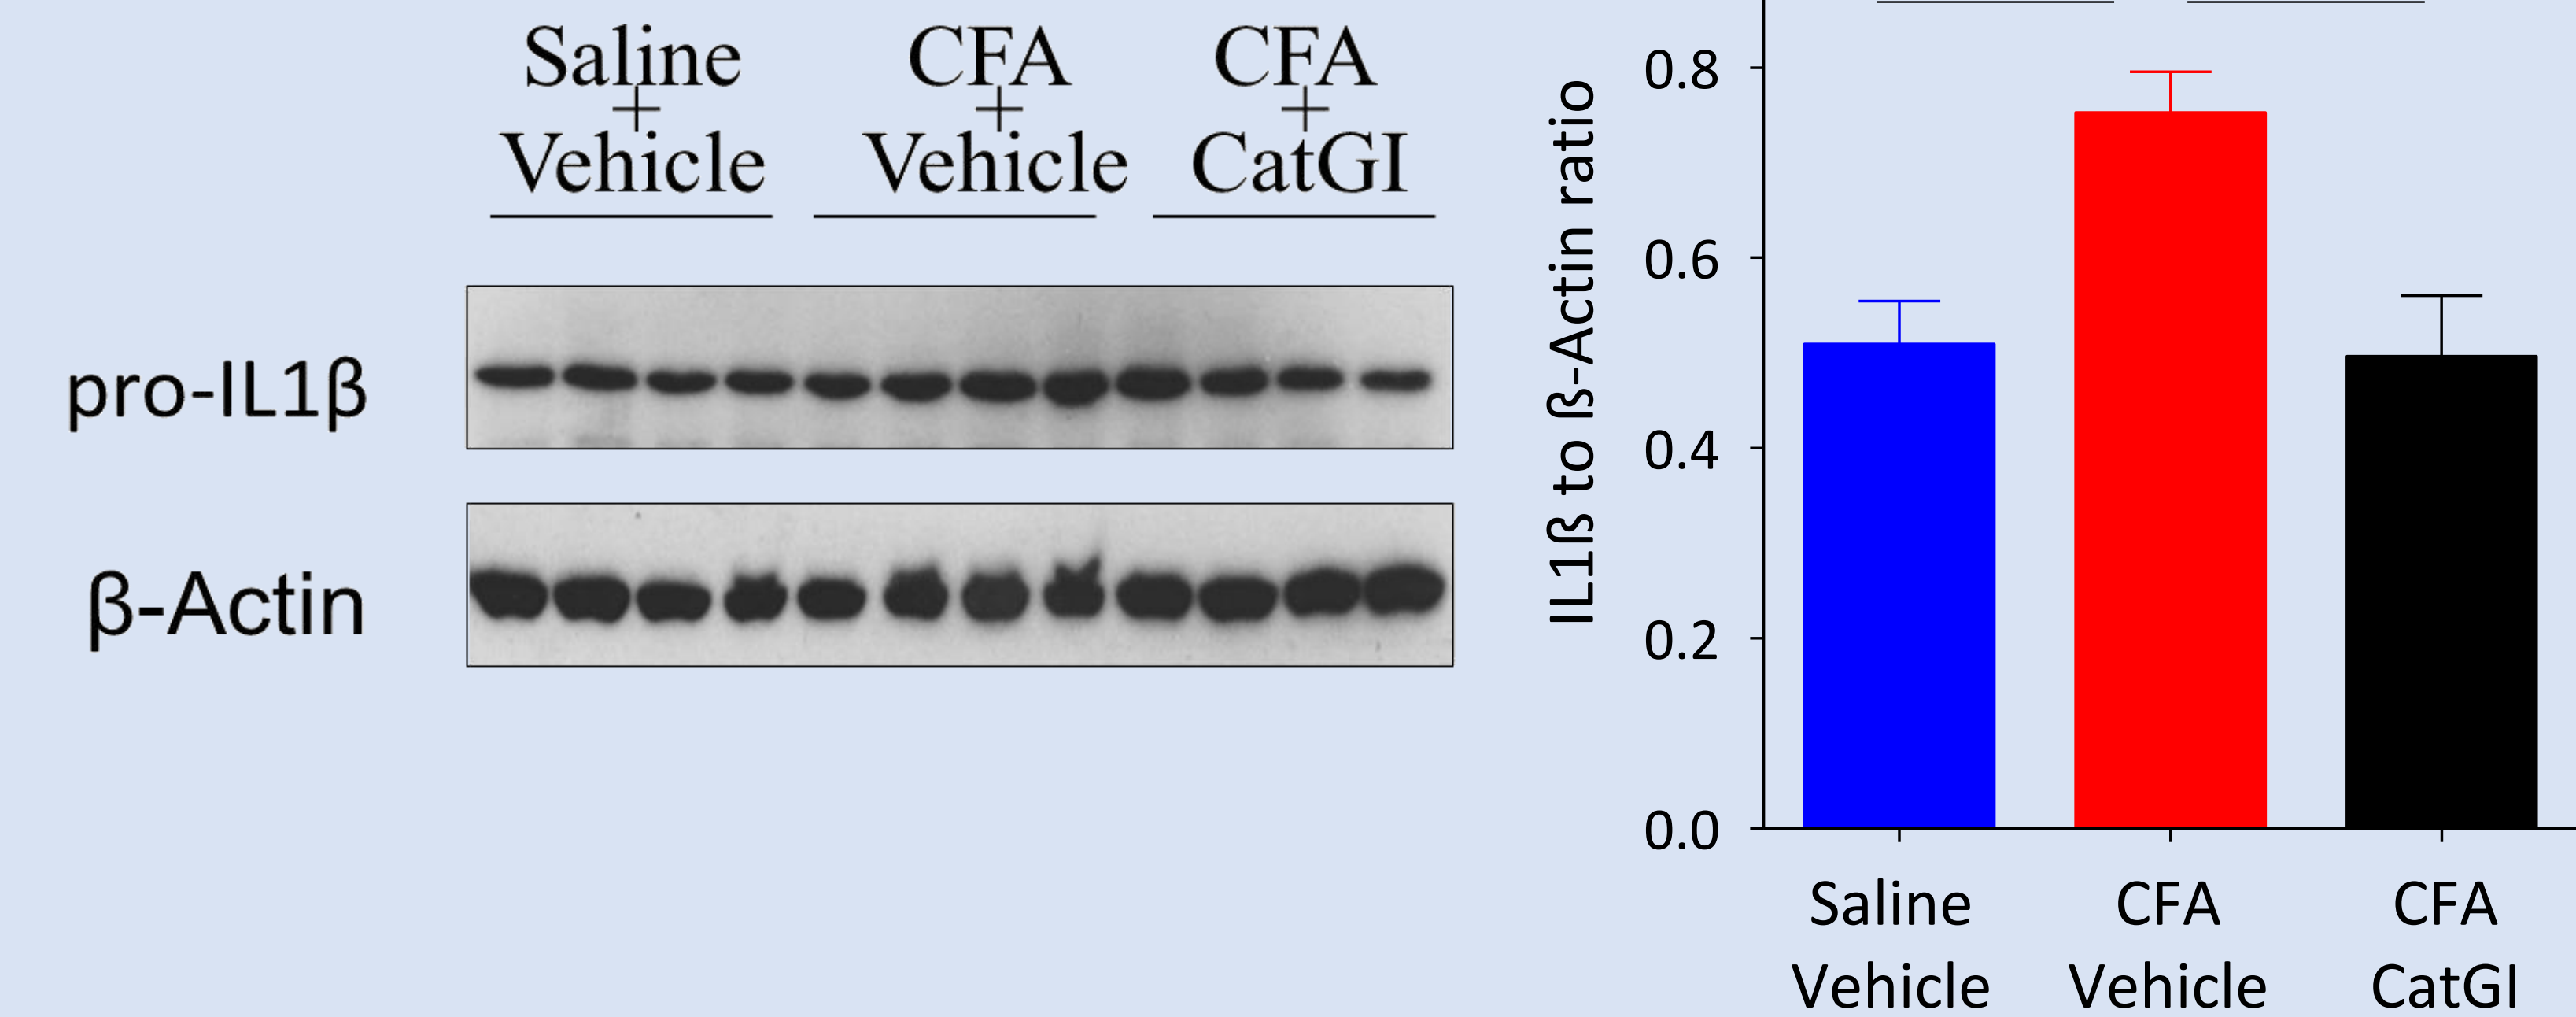 Saline
+
Vehicle
CFA
+
Vehicle
CFA
+
CatGI
pro-IL1β
β-Actin
IL1ß to ß-Actin ratio
0.8
0.6
0.4
0.2
0.0
Saline
Vehicle
CFA
Vehicle
CFA
CatGI